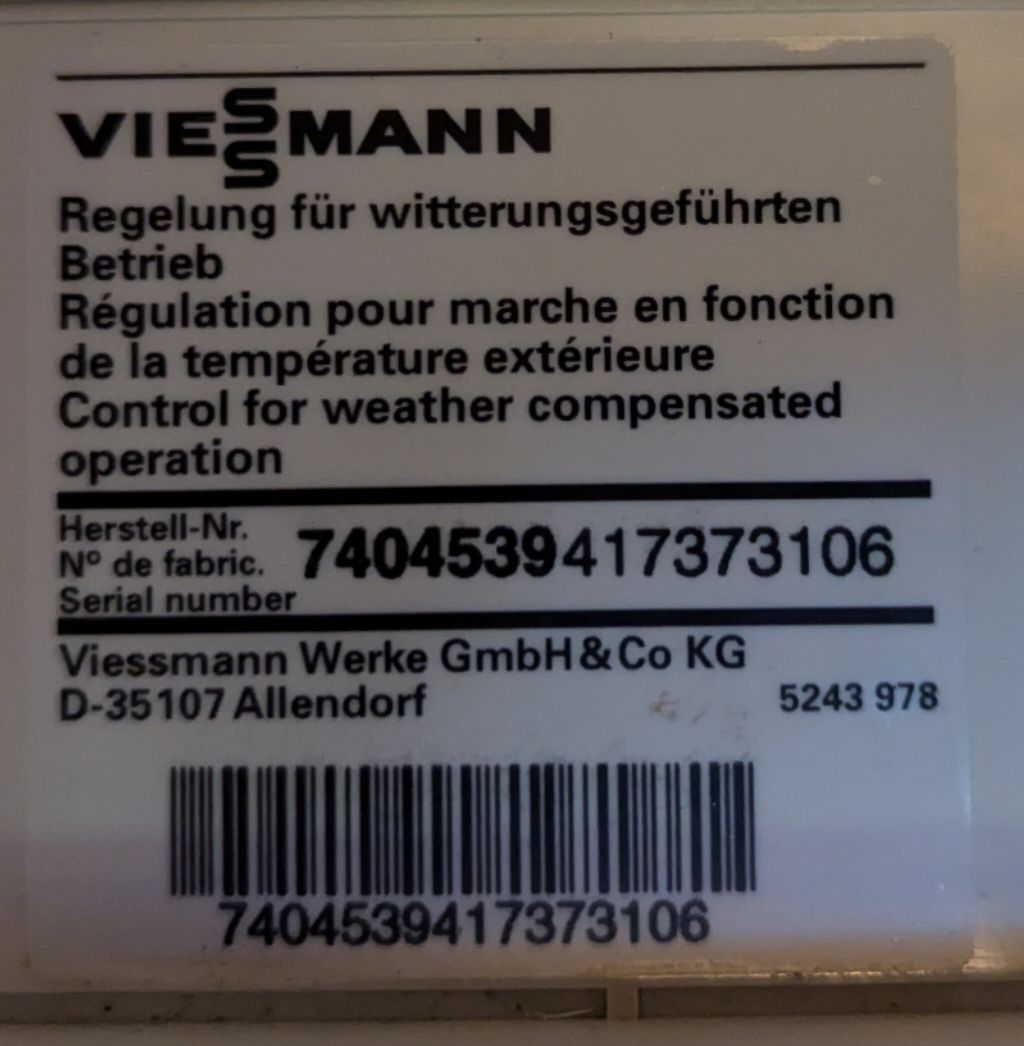 VIESSMANN
Regelung für witterungsgeführten
Betrieb
Régulation pour marche en fonction
de la température extérieure
Control for weather compensated
operation
Herstell-Nr.
Nº de fabric.
Serial number
7404539417373106
Viessmann Werke GmbH&Co KG
D-35107 Allendorf
5243 978
7404539417373106